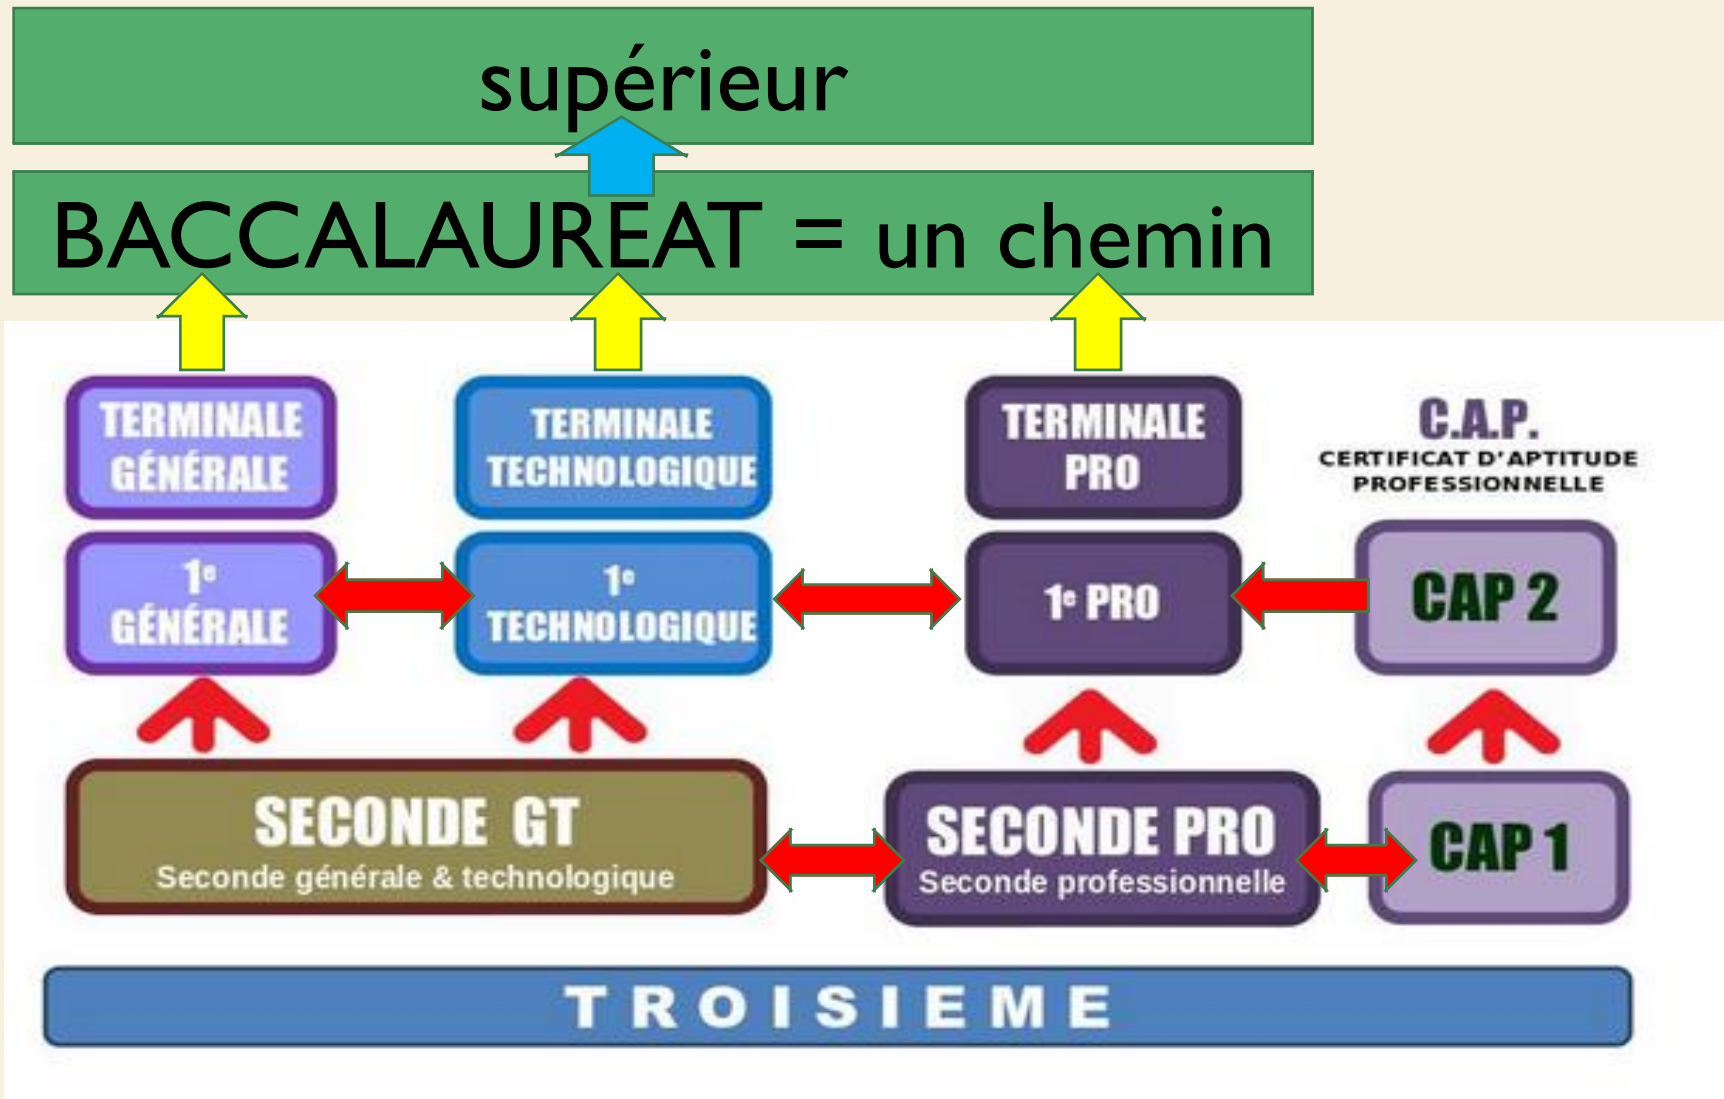 supérieur
BACCALAUREAT = un chemin
TERMINALE
GÉNÉRALE
TERMINALE
TECHNOLOGIQUE
TERMINALE
PRO
C.A.P.
CERTIFICAT D'APTITUDE
PROFESSIONNELLE
1e
GÉNÉRALE
1e
TECHNOLOGIQUE
1e PRO
CAP 2
SECONDE GT
Seconde générale & technologique
SECONDE PRO
Seconde professionnelle
CAP 1
TROISIEME